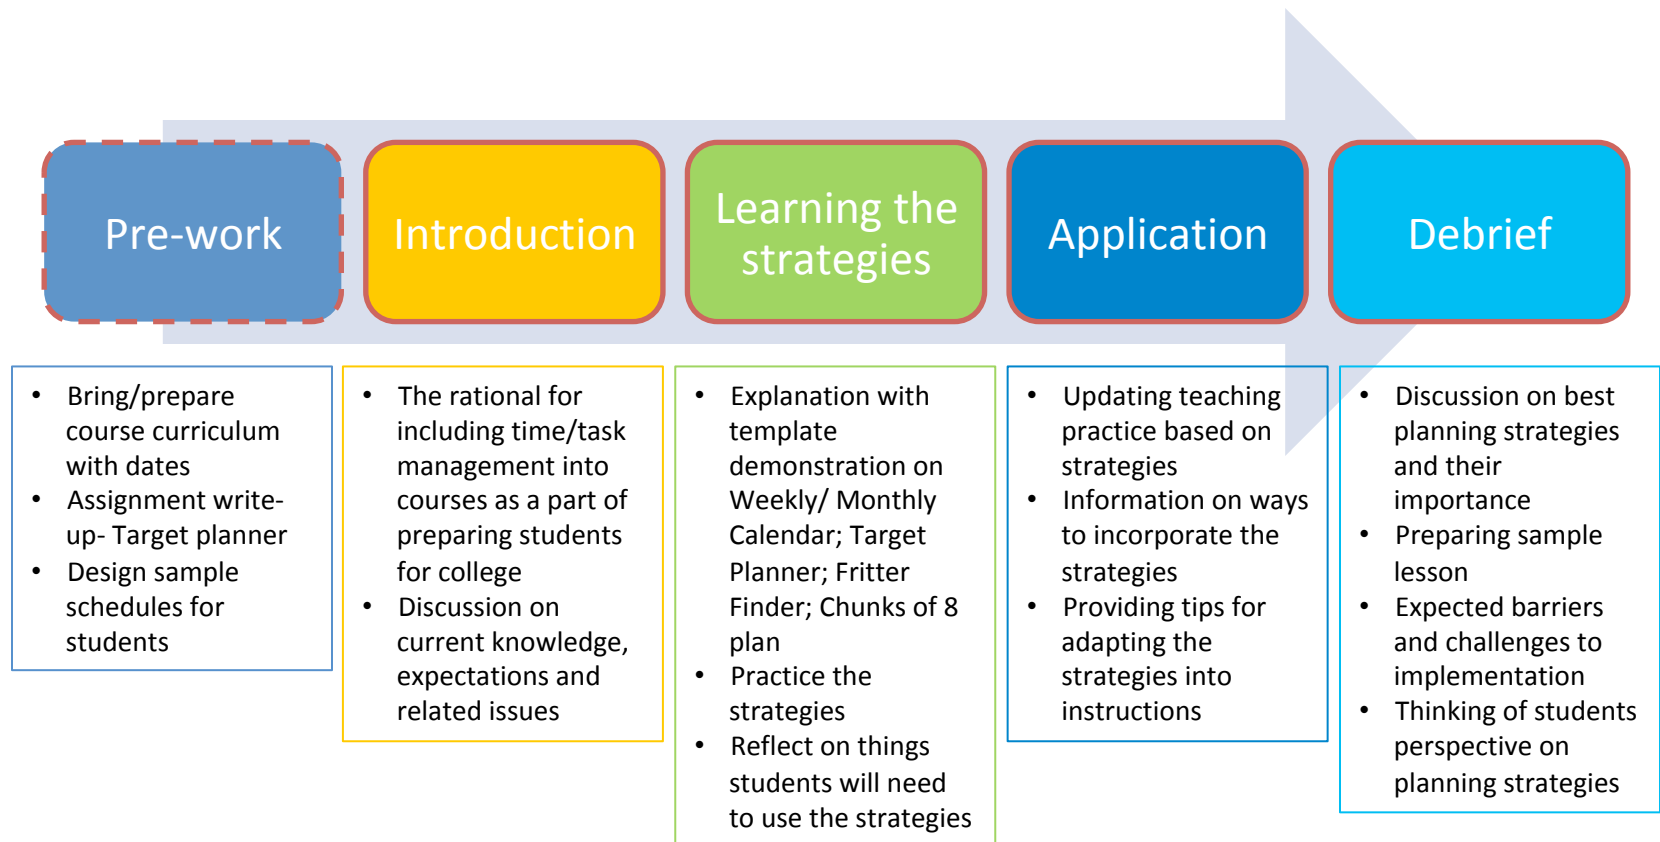 Pre-work
Introduction
Learning the
strategies
Application
Debrief
• Bring/prepare
course curriculum
with dates
• Assignment write-
up- Target planner
• Design sample
schedules for
students
• The rational for
including time/task
management into
courses as a part of
preparing students
for college
• Discussion on
current knowledge,
expectations and
related issues
• Explanation with
template
demonstration on
Weekly/ Monthly
Calendar; Target
Planner; Fritter
Finder; Chunks of 8
plan
• Practice the
strategies
• Reflect on things
students will need
to use the strategies
• Updating teaching
practice based on
strategies
• Information on ways
to incorporate the
strategies
• Providing tips for
adapting the
strategies into
instructions
• Discussion on best
planning strategies
and their
importance
• Preparing sample
lesson
• Expected barriers
and challenges to
implementation
• Thinking of students
perspective on
planning strategies